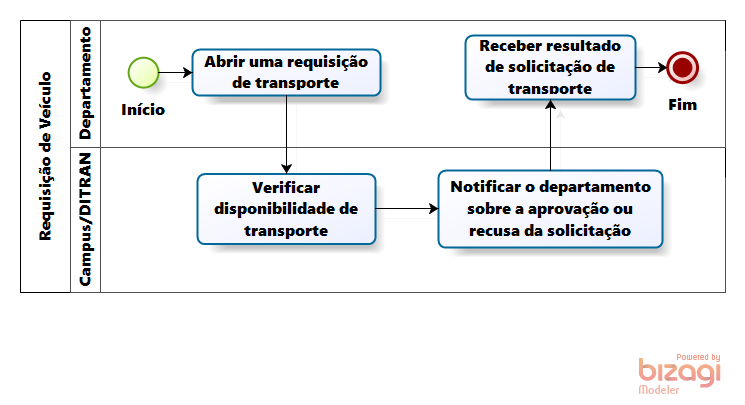 Requisição de Veículo
Departamento
Início
Abrir uma requisição
de transporte
Receber resultado
de solicitação de
transporte
Fim
Campus/DITRAN
Verificar
disponibilidade de
transporte
Notificar o departamento
sobre a aprovação ou
recusa da solicitação
Powered by
bizagi
Modeler